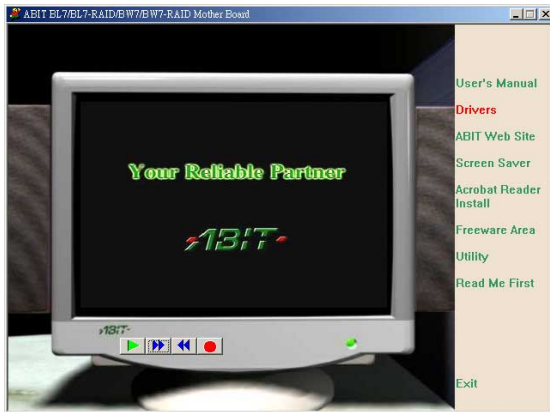 ABIT BL7/BL7-RAID/BW7/BW7-RAID Mother Board
User's Manual
Drivers
ABIT Web Site
Screen Saver
Acrobat Reader
Install
Freeware Area
Utility
Read Me First
Exit
Your Reliable Partner
ABIT
ABIT